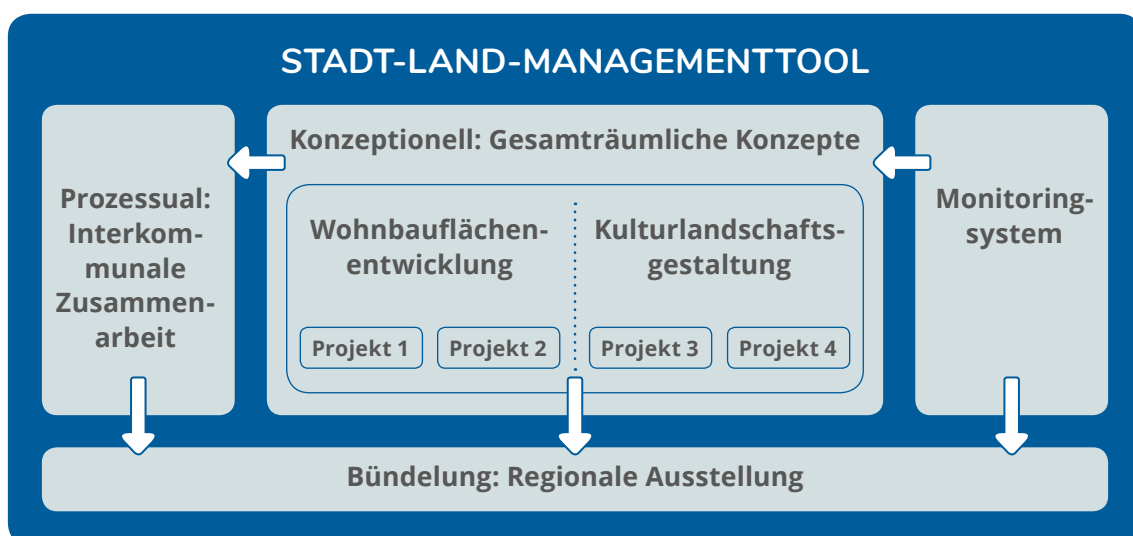 STADT-LAND-MANAGEMENTTOOL
Prozessual:
Interkom-
munale
Zusammen-
arbeit
Konzeptionell: Gesamträumliche Konzepte
Wohnbauflächen-
entwicklung
Projekt 1
Projekt 2
Kulturlandschafts-
gestaltung
Projekt 3
Projekt 4
Monitoring-
system
Bündelung: Regionale Ausstellung